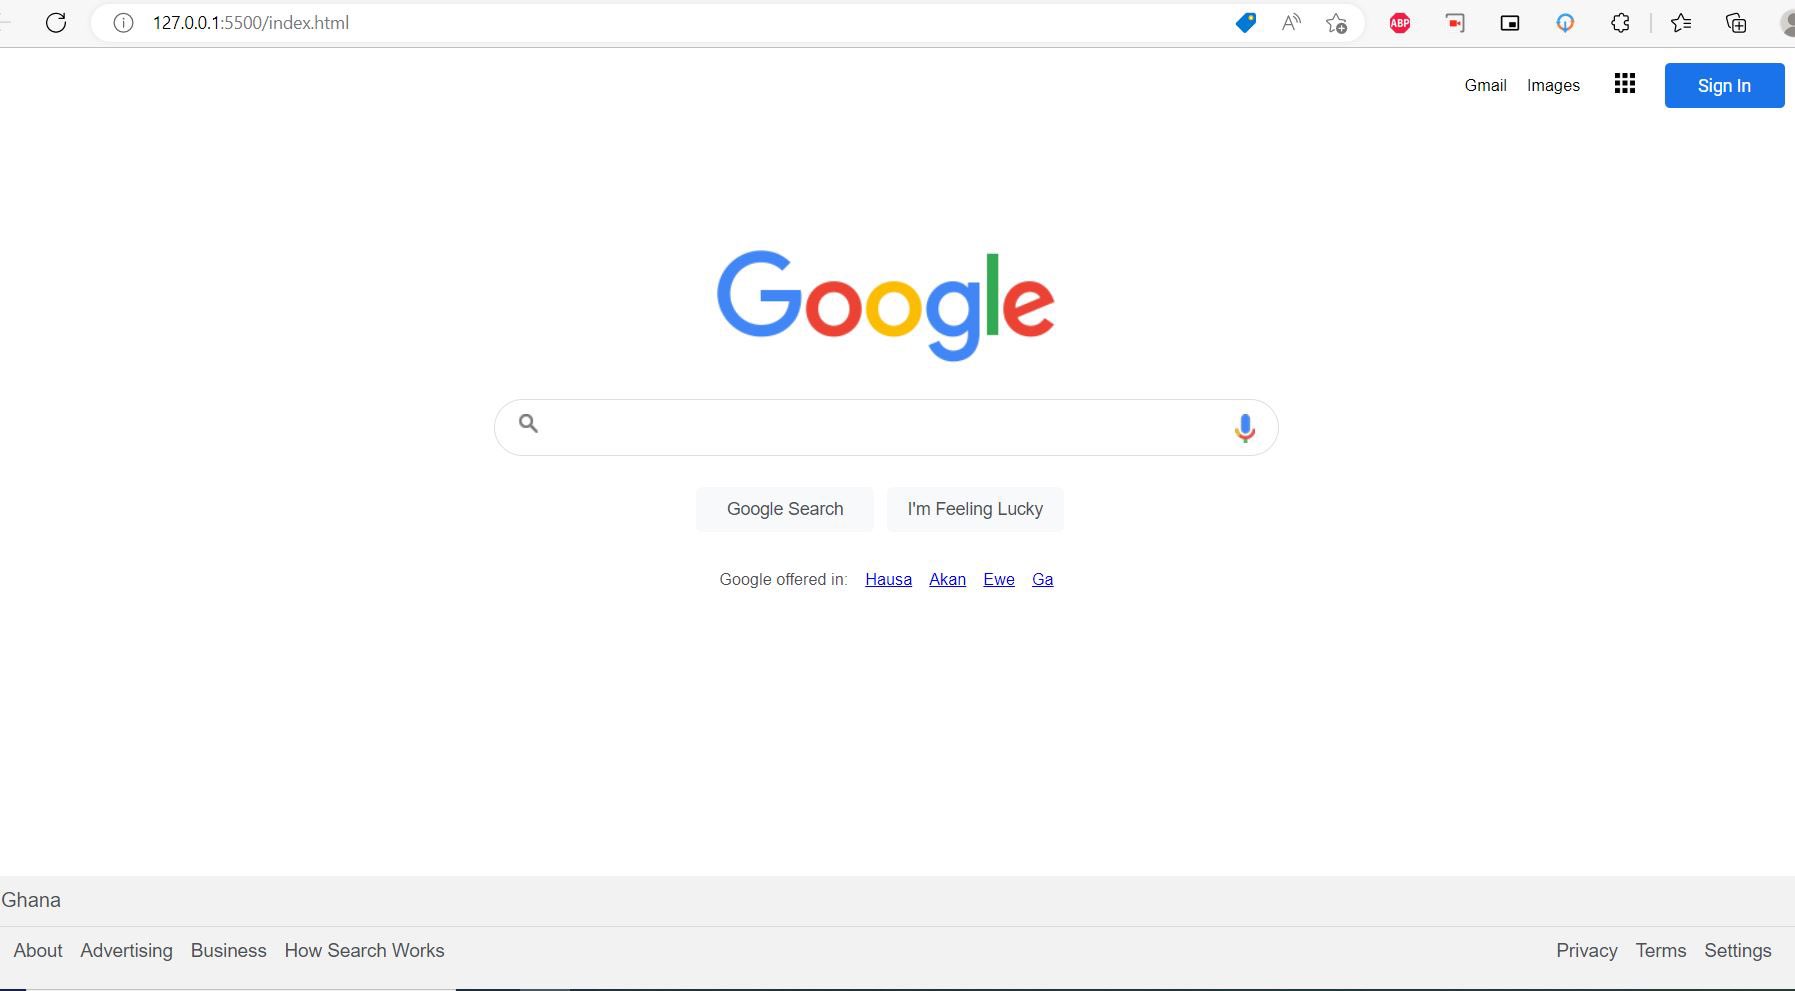 127.0.0.1:5500/index.html
ABP
Gmail Images Sign In
Google
Google Search I'm Feeling Lucky
Google offered in: Hausa Akan Ewe Ga
Ghana
About Advertising Business How Search Works Privacy Terms Settings